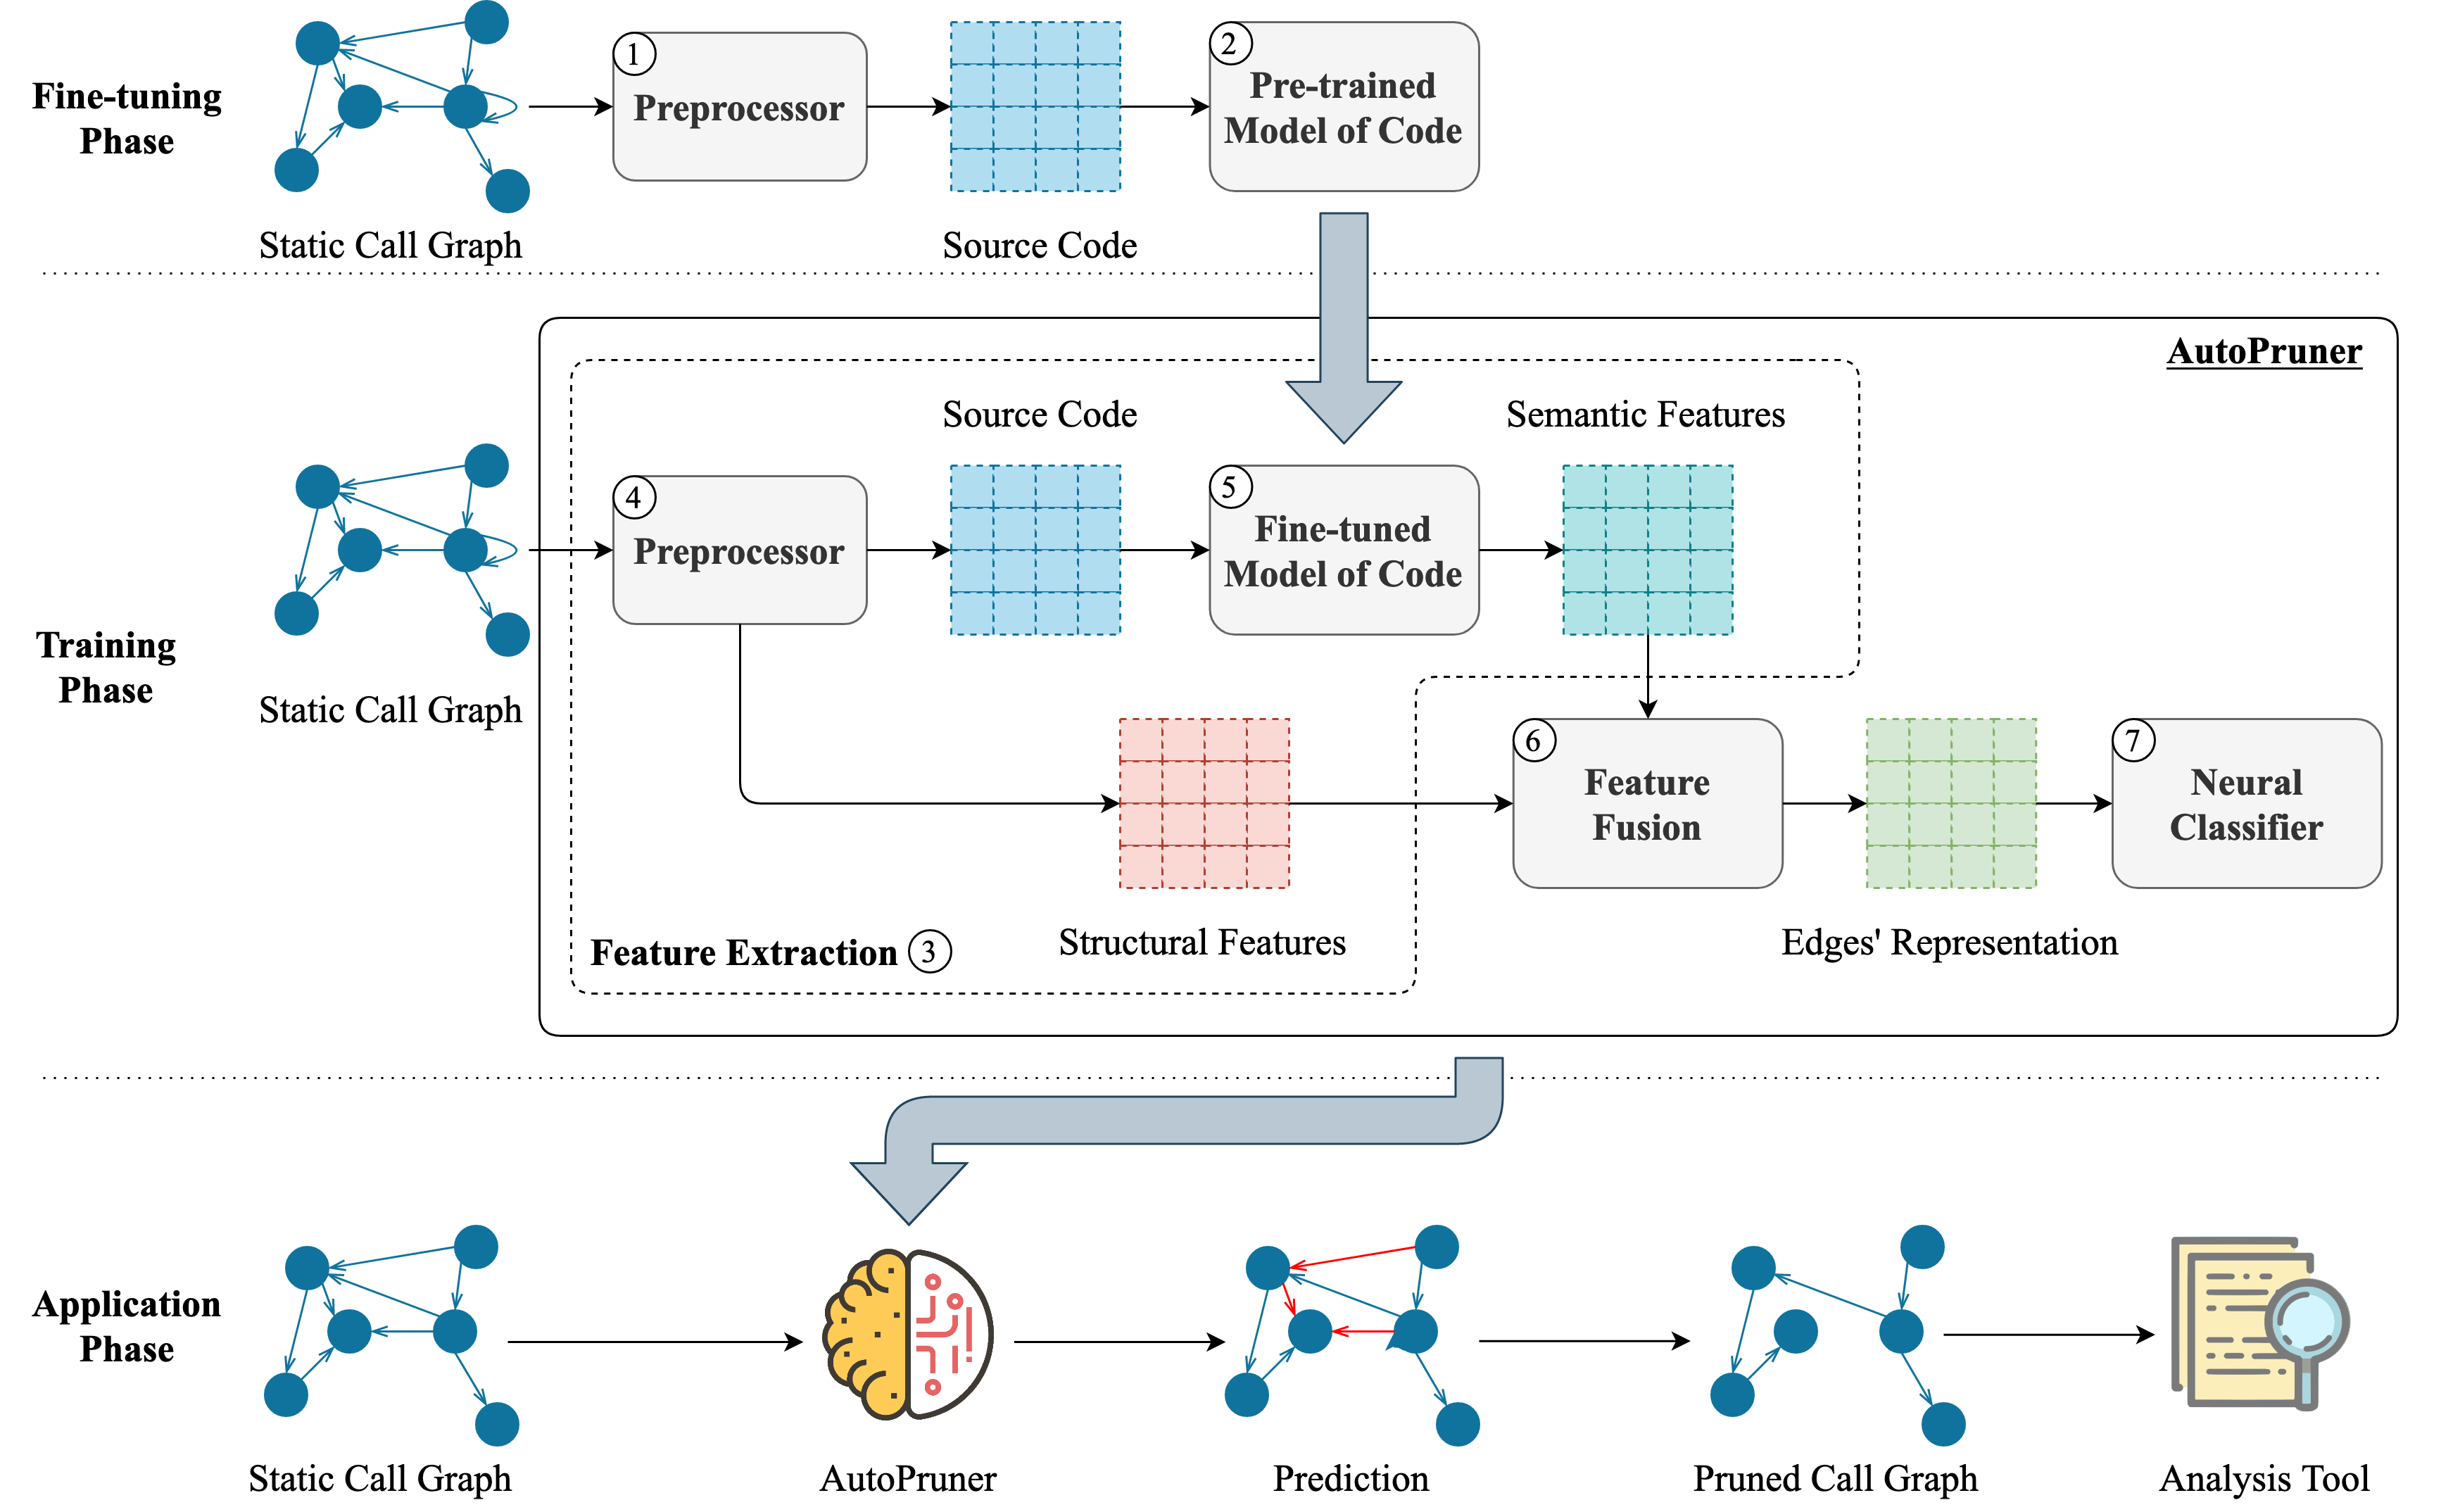 1
2
Fine-tuning
Phase
Preprocessor
Pre-trained
Model of Code
Static Call Graph
Source Code
AutoPruner
Source Code
Semantic Features
4
5
Preprocessor
Fine-tuned
Model of Code
Training
Phase
Static Call Graph
6
7
Feature
Fusion
Neural
Classifier
Feature Extraction 3
Structural Features
Edges' Representation
Application
Phase
Static Call Graph
AutoPruner
Prediction
Pruned Call Graph
Analysis Tool